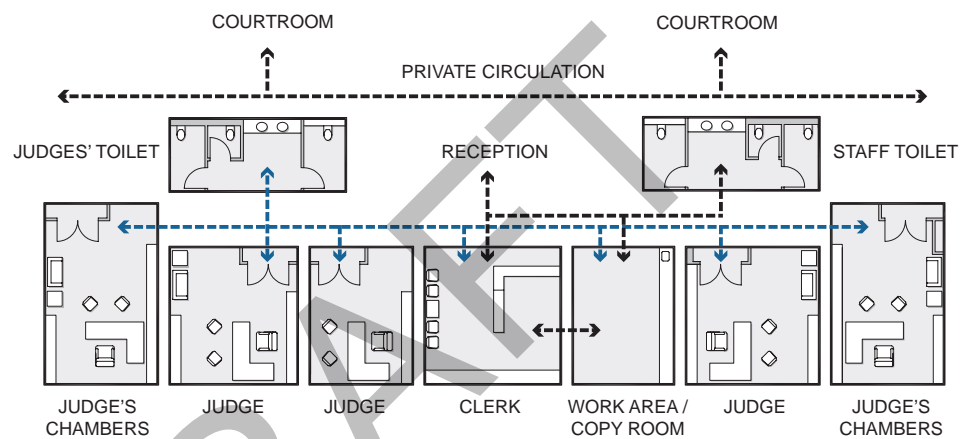 COURTROOM
COURTROOM
PRIVATE CIRCULATION
JUDGES' TOILET
RECEPTION
STAFF TOILET
JUDGE'S
CHAMBERS
JUDGE
JUDGE
CLERK
WORK AREA /
COPY ROOM
JUDGE
JUDGE'S
CHAMBERS
DRAFT